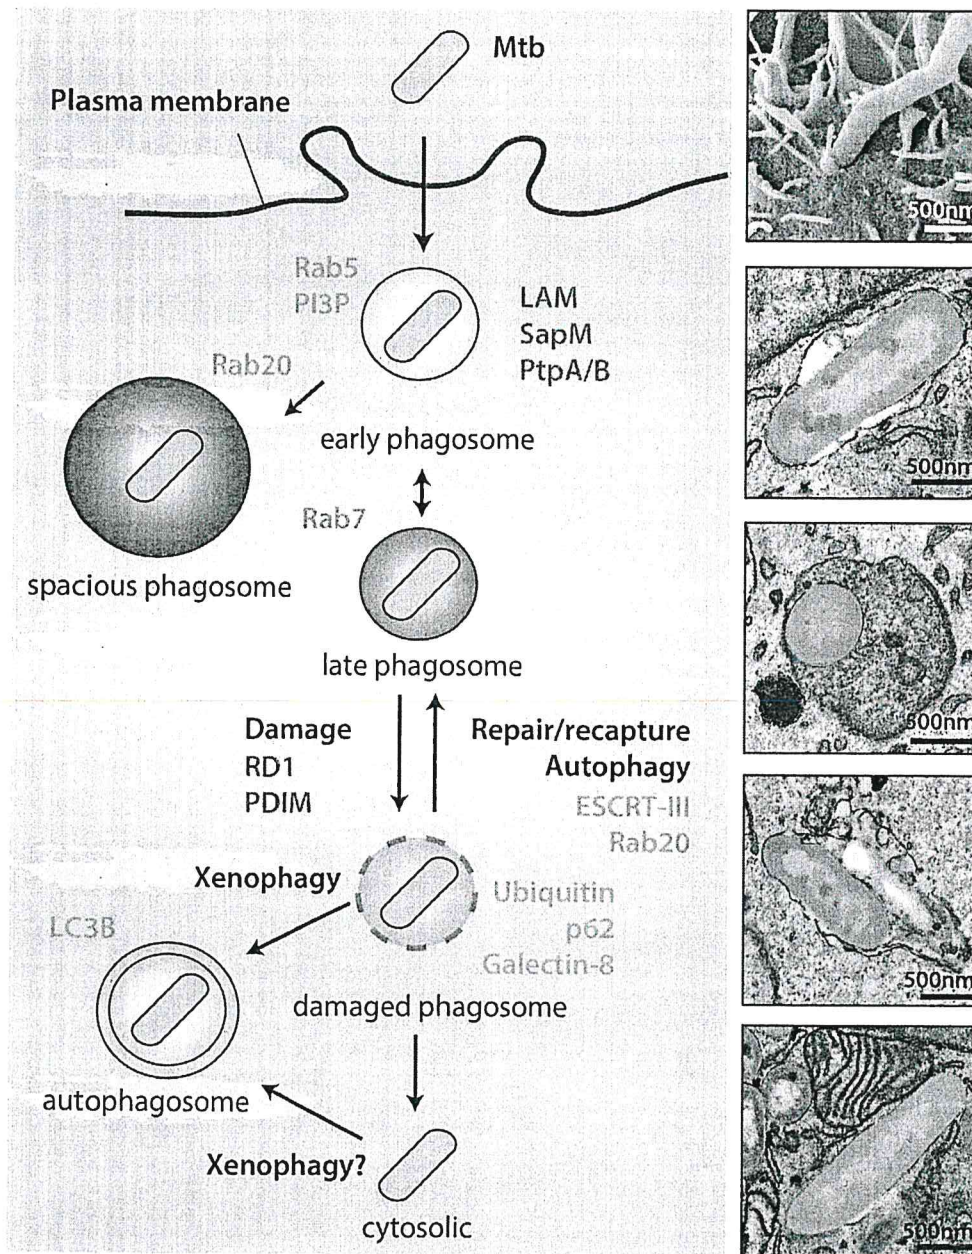 Mtb
Plasma membrane
500nm
Rab5
PI3P
LAM
SapM
PtpA/B
Rab20
early phagosome
500nm
Rab7
spacious phagosome
late phagosome
500nm
Damage
RD1
PDIM
Repair/recapture
Autophagy
ESCRT-III
Rab20
Xenophagy
Ubiquitin
p62
Galectin-8
LC3B
500nm
damaged phagosome
autophagosome
Xenophagy?
cytosolic
500nm